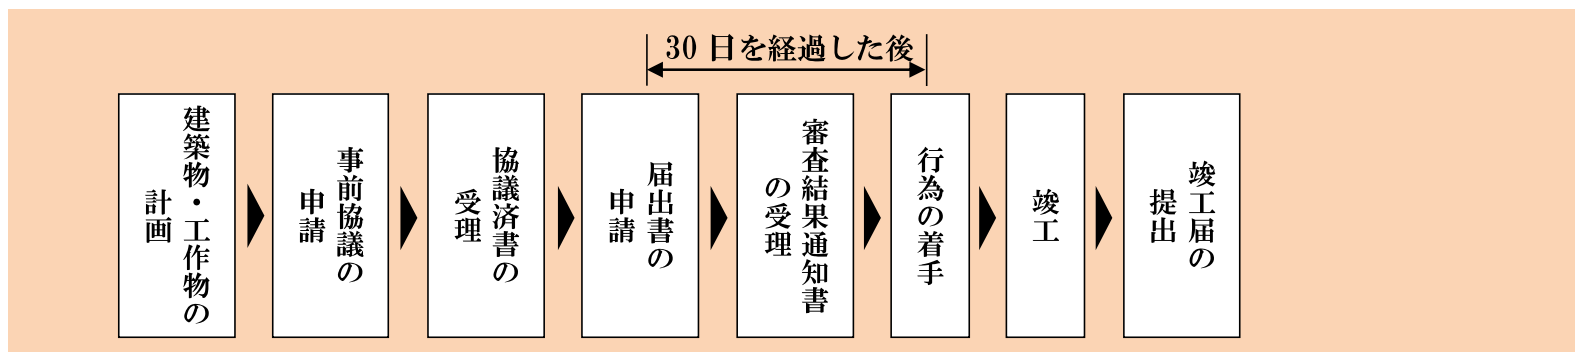 30 日を経過した後
建築物・工作物の
計画
事前協議の
申請
協議済書の
受理
届出書の
申請
審査結果通知書
の受理
行為の着手
竣工
竣工届の
提出